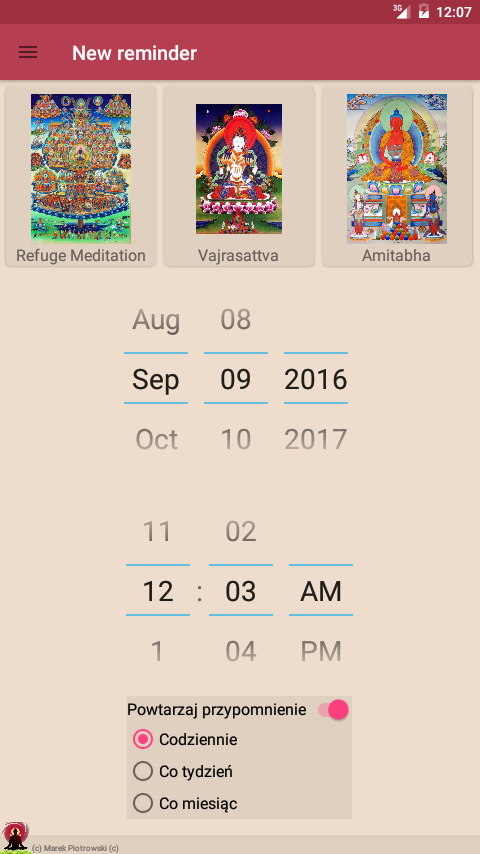 3G 12:07
New reminder
Refuge Meditation Vajrasattva Amitabha
Aug 08
Sep 09 2016
Oct 10 2017
11 02
12 : 03 AM
1 04 PM
Powtarzaj przypomnienie
Codziennie
Co tydzień
Co miesiąc
(c) Marek Piotrowski (c)